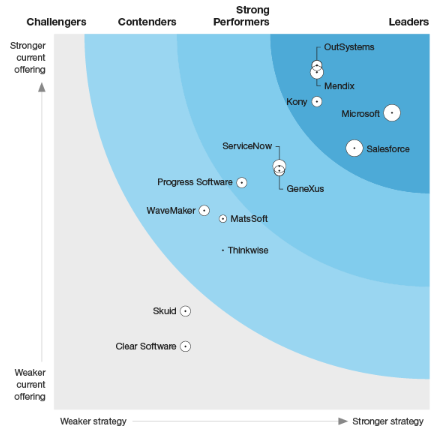 Challengers
Contenders
Strong
Performers
Leaders
Stronger
current
offering
OutSystems
Mendix
Kony
Microsoft
Salesforce
ServiceNow
GeneXus
Progress Software
WaveMaker
MatsSoft
Thinkwise
Skuid
Clear Software
Weaker
current
offering
Weaker strategy
Stronger strategy